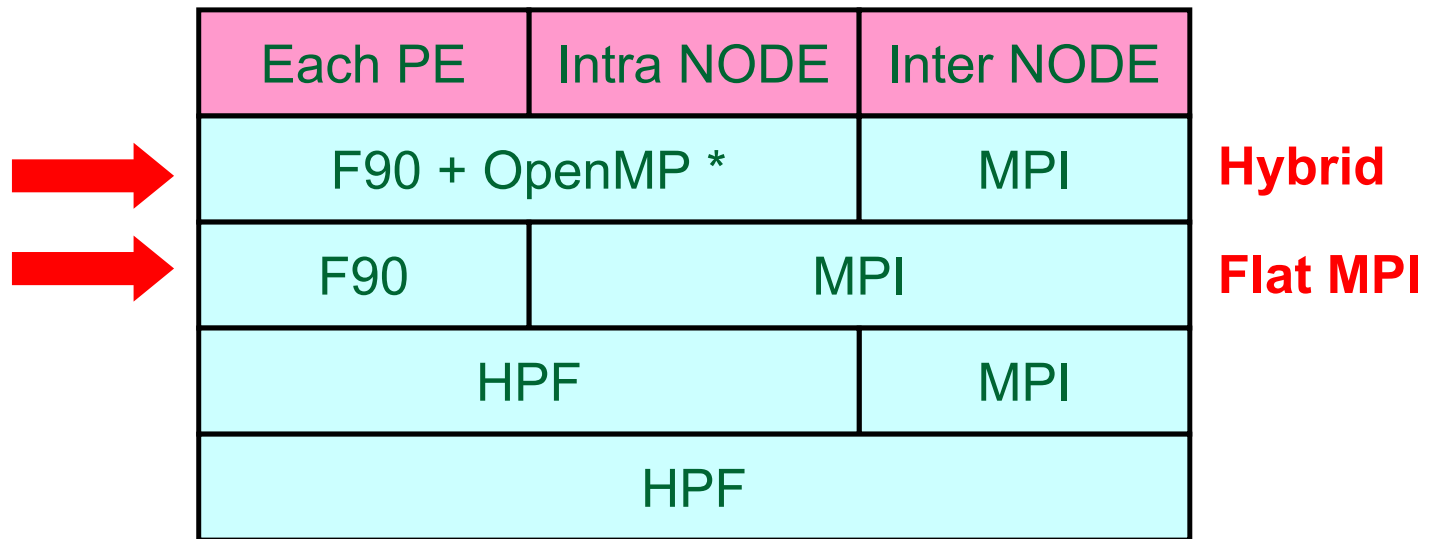 Each PE Intra NODE Inter NODE
F90 + OpenMP * MPI Hybrid
F90 MPI Flat MPI
HPF MPI
HPF